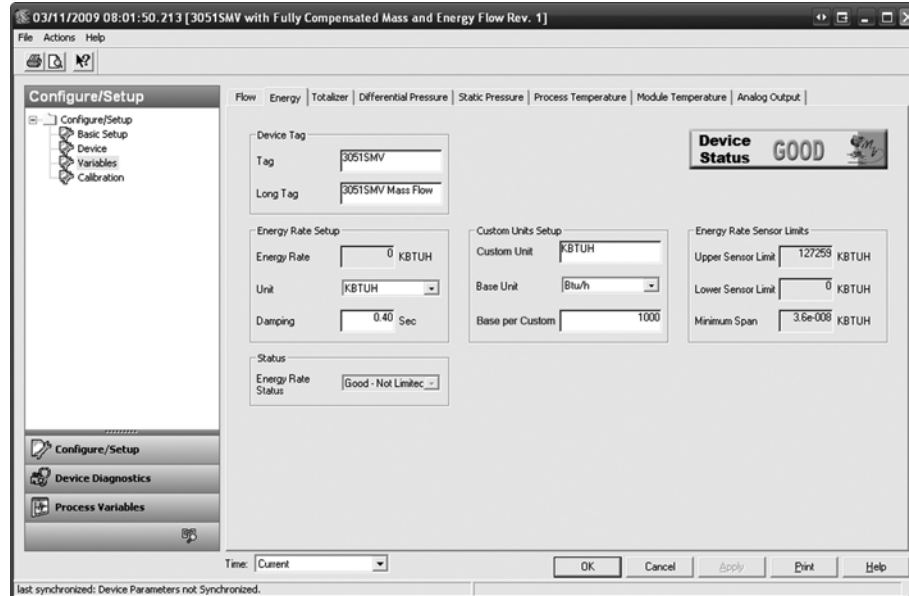 03/11/2009 08:01:50.213 [3051SMV with Fully Compensated Mass and Energy Flow Rev. 1]
File Actions Help
Configure/Setup
Configure/Setup
Basic Setup
Device
Variables
Calibration
Flow Energy Totalizer Differential Pressure Static Pressure Process Temperature Module Temperature Analog Output
Device Tag
Tag 3051SMV
Long Tag 3051SMV Mass Flow
Device Status GOOD
Energy Rate Setup
Energy Rate 0 KBTUH
Unit KBTUH
Damping 0.40 Sec
Custom Units Setup
Custom Unit KBTUH
Base Unit Btu/h
Base per Custom 1000
Energy Rate Sensor Limits
Upper Sensor Limit 127259 KBTUH
Lower Sensor Limit 0 KBTUH
Minimum Span 3.6e-008 KBTUH
Status
Energy Rate Status Good - Not Limitec
Configure/Setup
Device Diagnostics
Process Variables
Time: Current
OK Cancel Apply Print Help
last synchronized: Device Parameters not Synchronized.